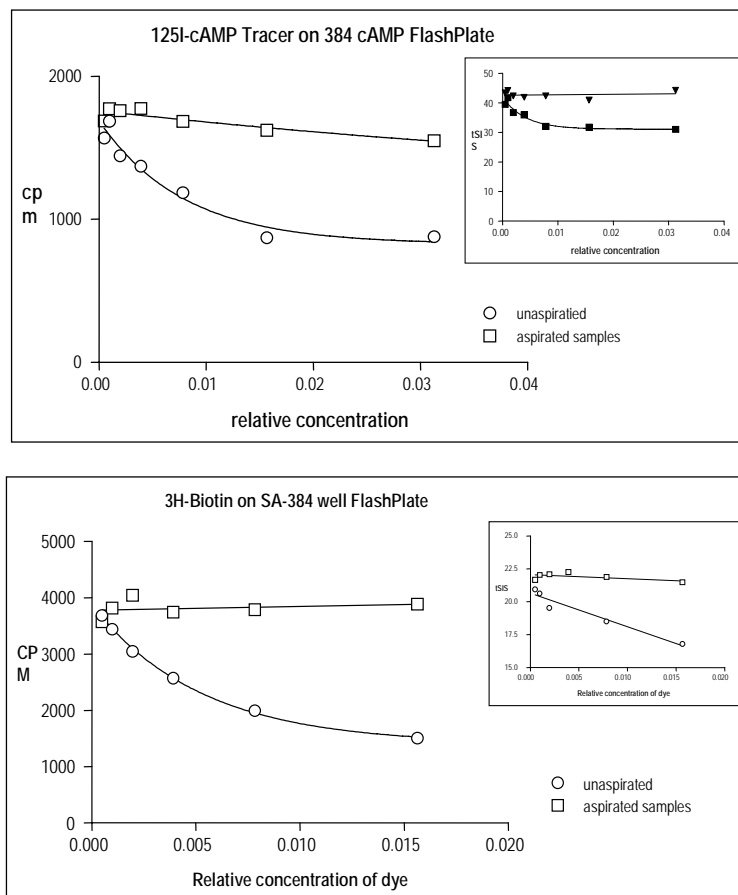 125I-cAMP Tracer on 384 cAMP FlashPlate
2000
1000
0
cp
m
0.00
0.01
0.02
0.03
0.04
relative concentration
50
40
30
20
10
0
tSI
S
0.00
0.01
0.02
0.03
0.04
relative concentration
unaspiratied
aspirated samples
3H-Biotin on SA-384 well FlashPlate
5000
4000
3000
2000
1000
0
CP
M
0.000
0.005
0.010
0.015
0.020
Relative concentration of dye
25.0
22.5
20.0
17.5
15.0
tSIS
0.000
0.005
0.010
0.015
0.020
Relative concentration of dye
unaspirated
aspirated samples